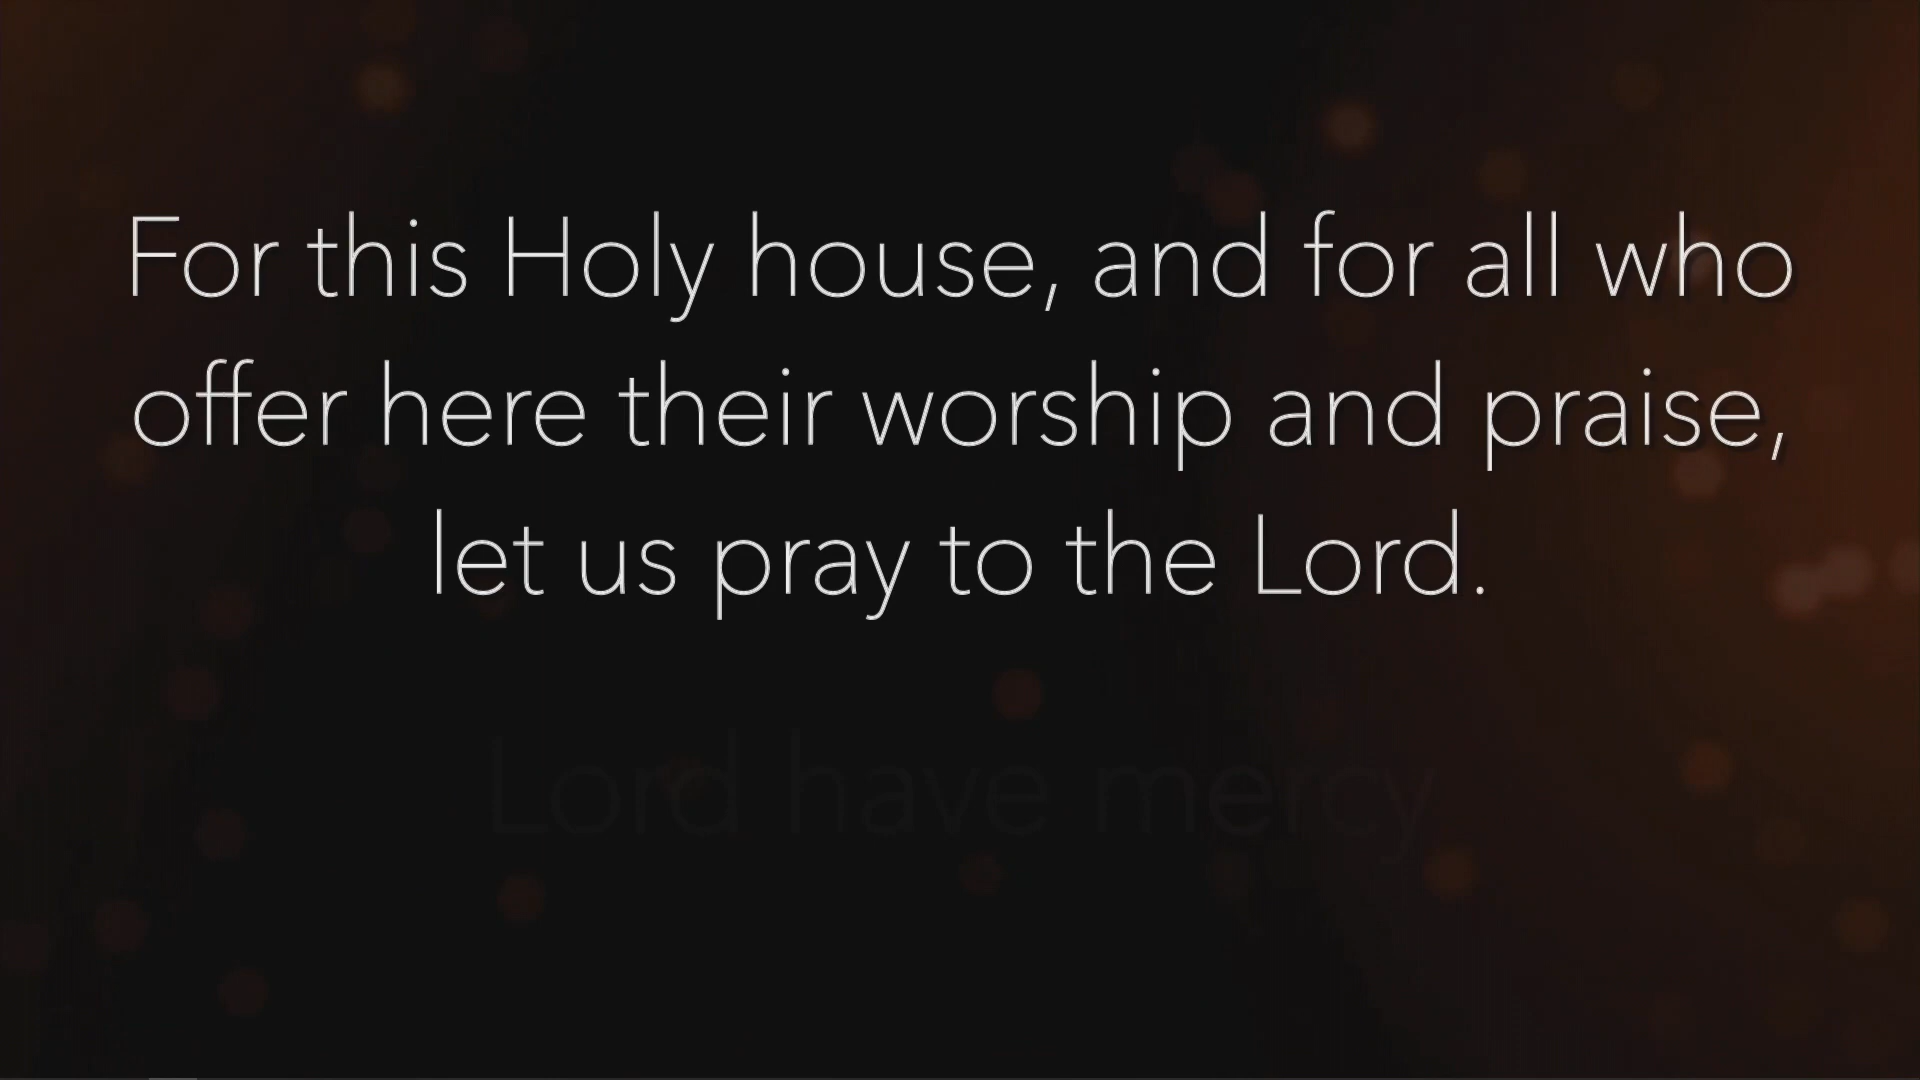 For this Holy house, and for all who
offer here their worship and praise,
let us pray to the Lord.
Lord have mercy